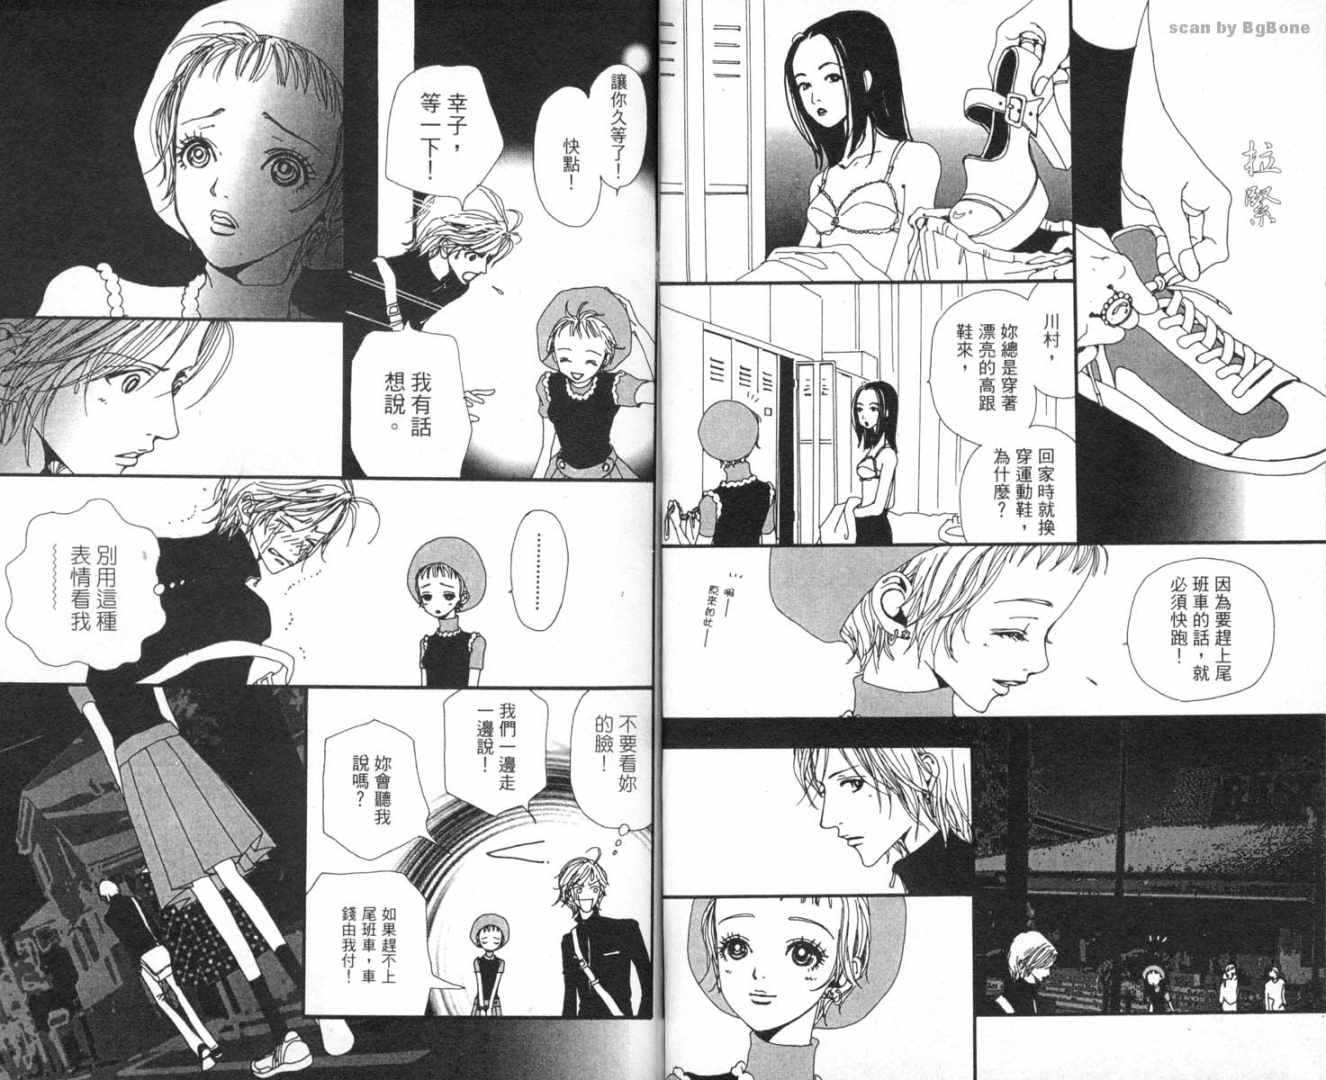 scan by BgBone
拉緊
川村，
妳總是穿著
漂亮的高跟
鞋來，
回家時就換
穿運動鞋，
為什麼？
因為要趕上尾
班車的話，就
必須快跑！
嘛——
原來如此——
讓你久等了！
快點！
幸子，
等一下！
我有話
想說。
…………
別用這種
表情看我
～～～～
不要看妳
的臉！
我們一邊走
一邊說！
妳會聽我
說嗎？
如果趕不上
尾班車，車
錢由我付！